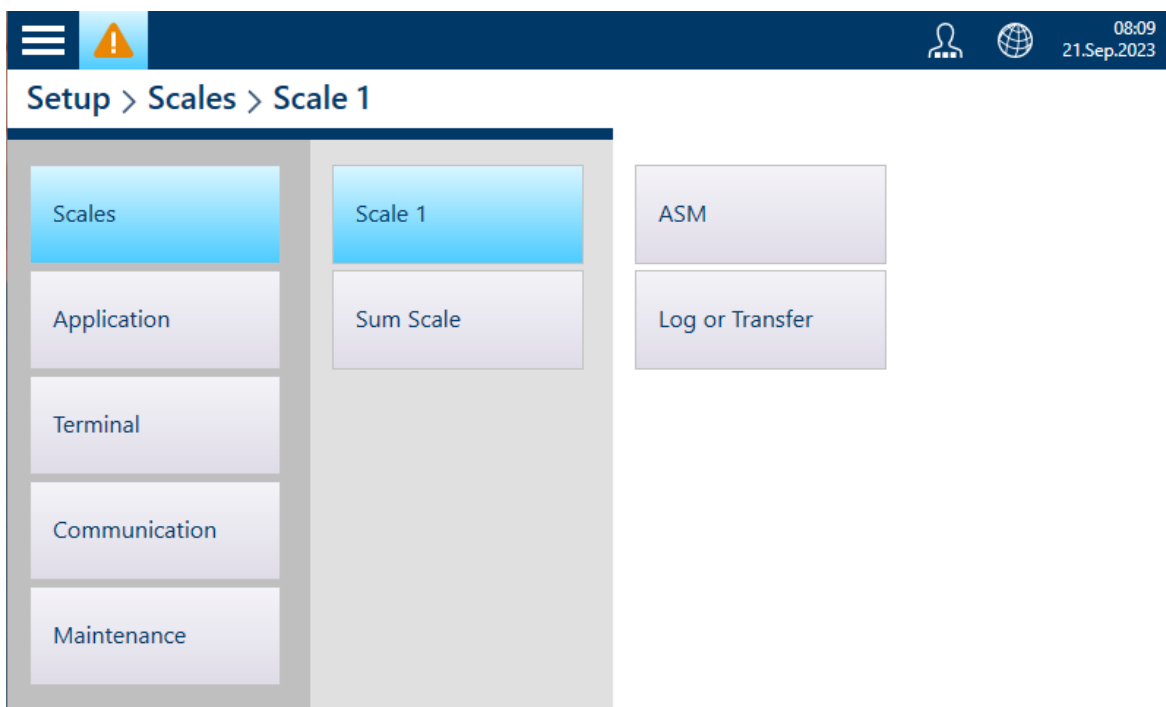 08:09
21.Sep.2023
Setup > Scales > Scale 1
Scales
Scale 1
ASM
Application
Sum Scale
Log or Transfer
Terminal
Communication
Maintenance